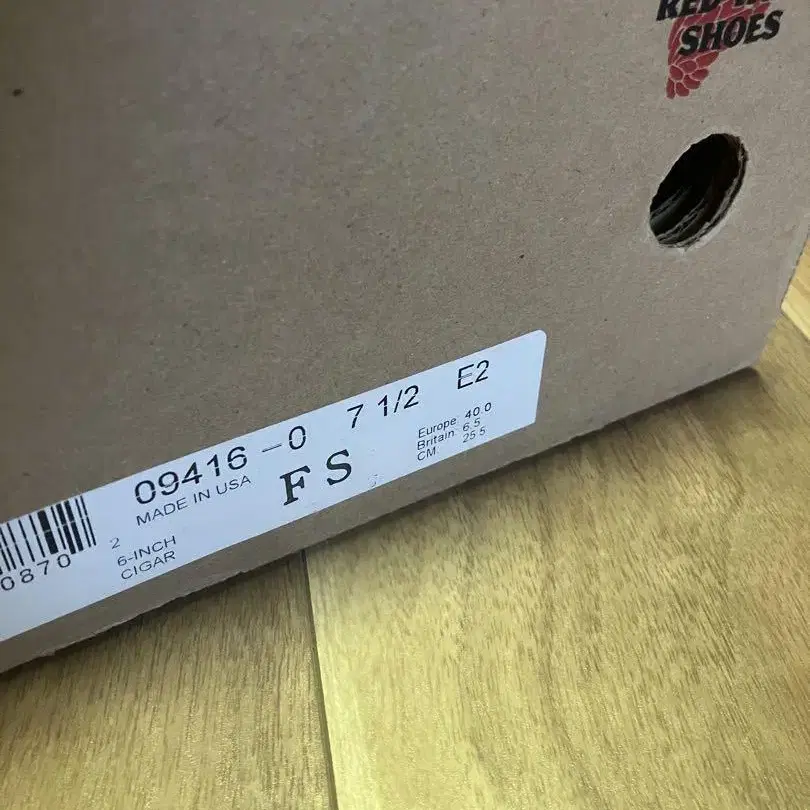 SHOES
09416 - 0 7 1/2 E2
MADE IN USA
F S
Europe 40.0
Britain 6.5
CM. 25.5
0870
2
6-INCH
CIGAR